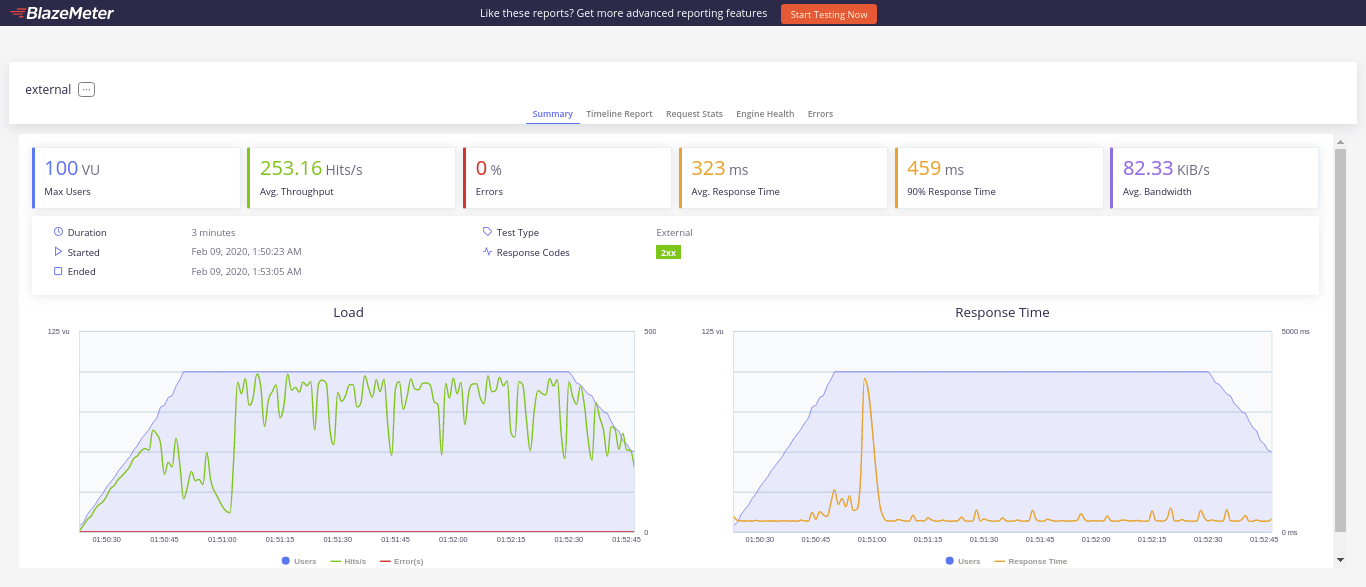 BlazeMeter
Like these reports? Get more advanced reporting features
Start Testing Now
external
Summary Timeline Report Request Stats Engine Health Errors
100 VU
Max Users
253.16 Hits/s
Avg. Throughput
0 %
Errors
323 ms
Avg. Response Time
459 ms
90% Response Time
82.33 KiB/s
Avg. Bandwidth
Duration 3 minutes
Started Feb 09, 2020, 1:50:23 AM
Ended Feb 09, 2020, 1:53:05 AM
Test Type External
Response Codes 2xx
Load
125 vu 500
0
01:50:30 01:50:45 01:51:00 01:51:15 01:51:30 01:51:45 01:52:00 01:52:15 01:52:30 01:52:45
Users Hits/s Error(s)
Response Time
125 vu 5000 ms
0 ms
01:50:30 01:50:45 01:51:00 01:51:15 01:51:30 01:51:45 01:52:00 01:52:15 01:52:30 01:52:45
Users Response Time